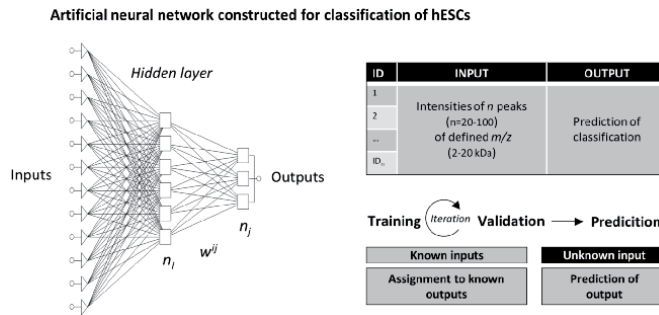 Artificial neural network constructed for classification of hESCs
Hidden layer
Inputs
Outputs
n_l
w^ij
n_j
ID INPUT OUTPUT
1
2
...
ID_n
Intensities of n peaks
(n=20-100)
of defined m/z
(2-20 kDa)
Prediction of
classification
Training Iteration Validation Predicition
Known inputs
Unknown input
Assignment to known
outputs
Prediction of
output